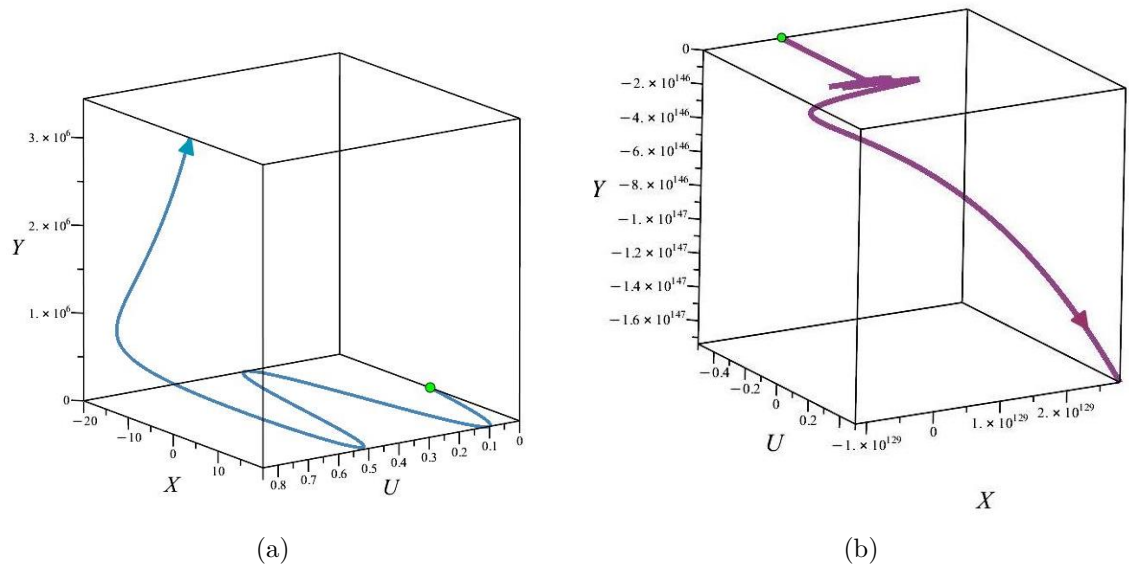 3. × 10⁶
2. × 10⁶
Y
1. × 10⁶
0
−20
−10
0
10
X
0.8 0.7 0.6 0.5 0.4 0.3 0.2 0.1 0
U
(a)
0
−2. × 10¹⁴⁶
−4. × 10¹⁴⁶
−6. × 10¹⁴⁶
Y
−8. × 10¹⁴⁶
−1. × 10¹⁴⁷
−1.2 × 10¹⁴⁷
−1.4 × 10¹⁴⁷
−1.6 × 10¹⁴⁷
−0.4
−0.2
0
0.2
U
−1. × 10¹²⁹
0
1. × 10¹²⁹
2. × 10¹²⁹
X
(b)